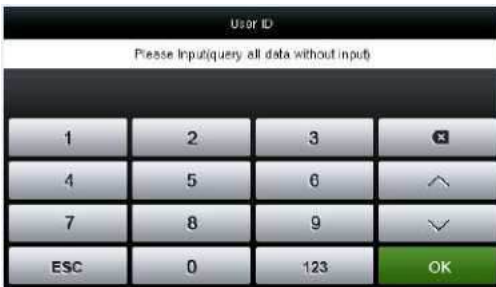 User ID
Please Input(query all data without input)
1 2 3
4 5 6
7 8 9
ESC 0 123 OK